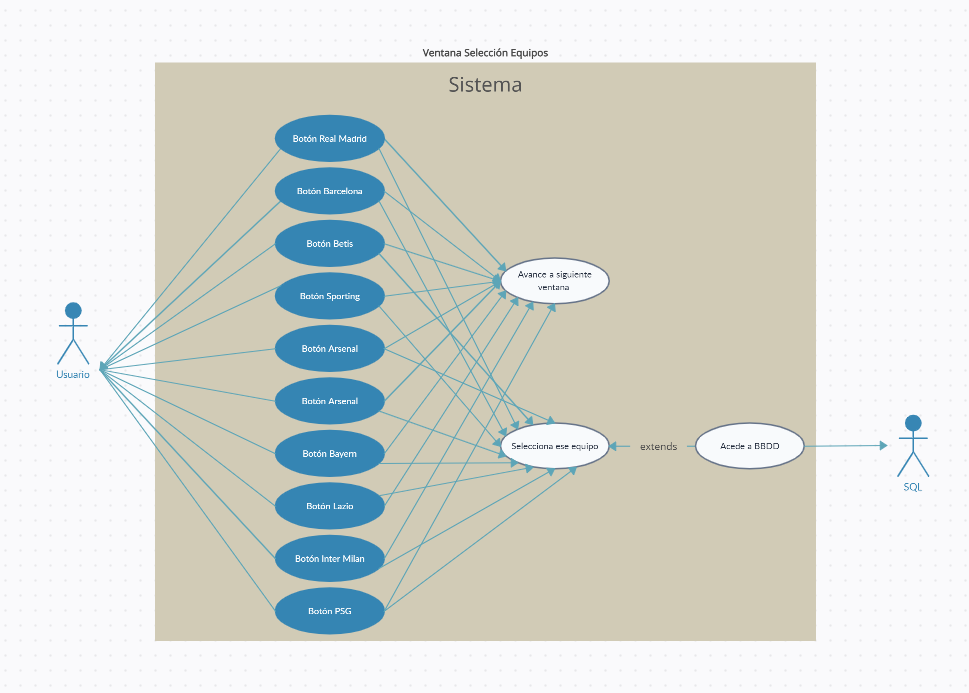 Ventana Selección Equipos
Sistema
Botón Real Madrid
Botón Barcelona
Botón Betis
Botón Sporting
Botón Arsenal
Botón Arsenal
Botón Bayern
Botón Lazio
Botón Inter Milan
Botón PSG
Avance a siguiente
ventana
Selecciona ese equipo
extends
Acede a BBDD
Usuario
SQL